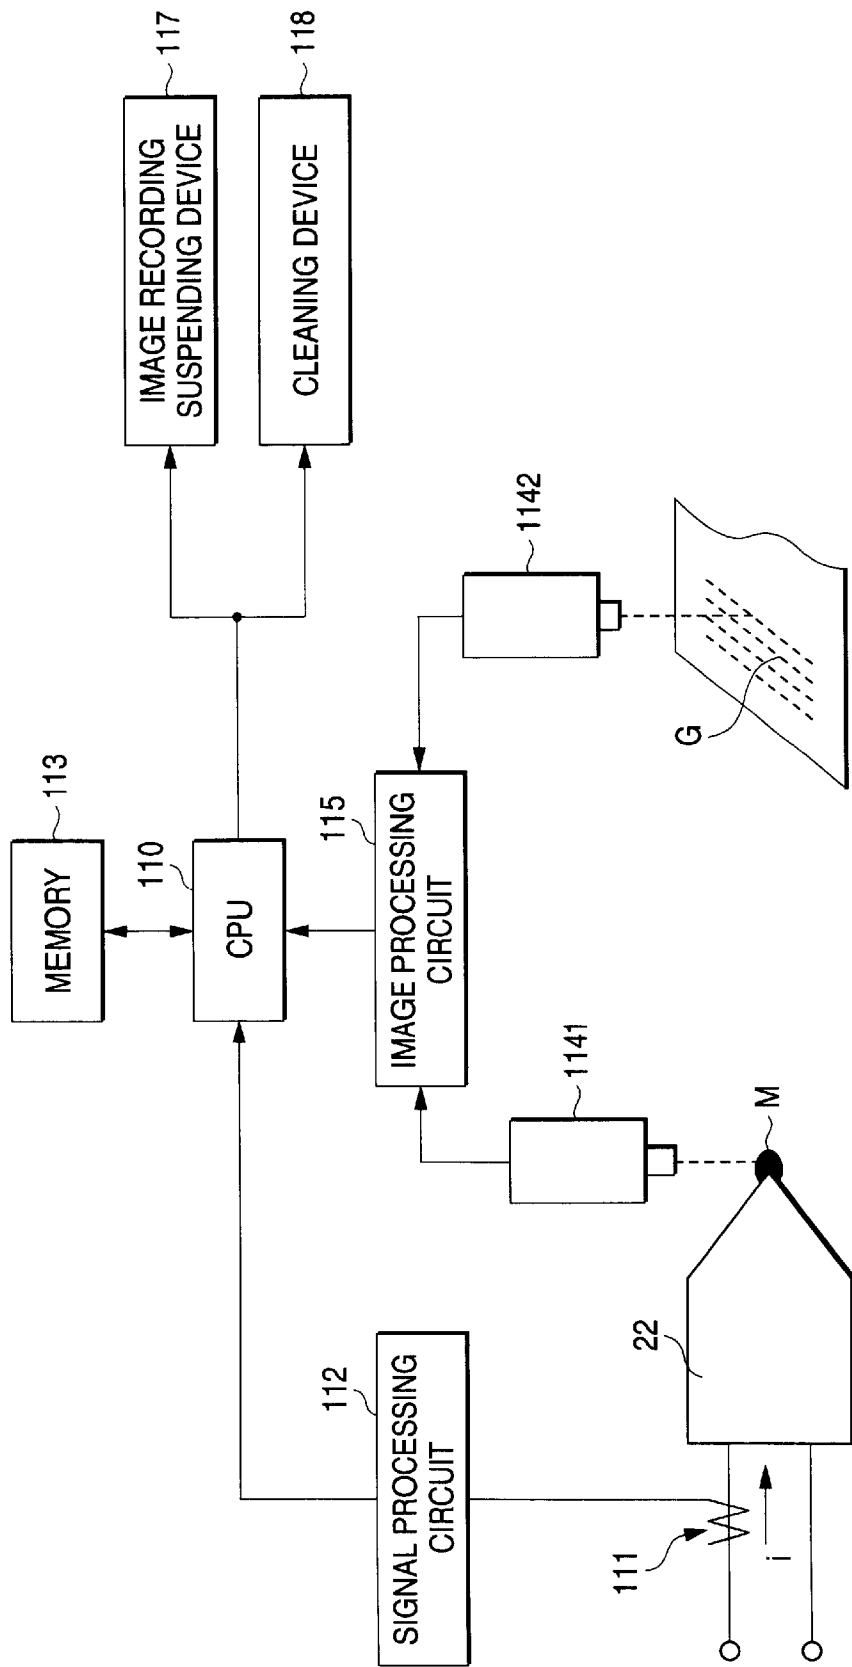 117
IMAGE RECORDING
SUSPENDING DEVICE
118
CLEANING DEVICE
113
MEMORY
110
CPU
115
IMAGE PROCESSING
CIRCUIT
112
SIGNAL PROCESSING
CIRCUIT
1141
1142
M
G
22
111
i